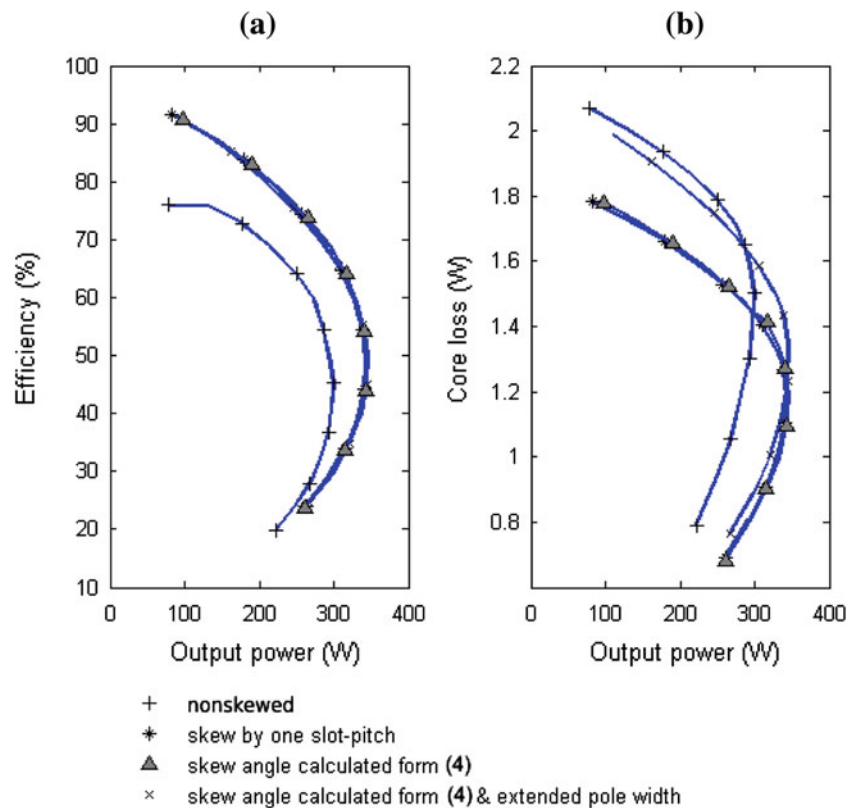 (a)
100
90
80
70
60
50
40
30
20
10
Efficiency (%)
0 100 200 300 400
Output power (W)
(b)
2.2
2
1.8
1.6
1.4
1.2
1
0.8
Core loss (W)
0 100 200 300 400
Output power (W)
nonskewed
skew by one slot-pitch
skew angle calculated form (4)
skew angle calculated form (4) & extended pole width